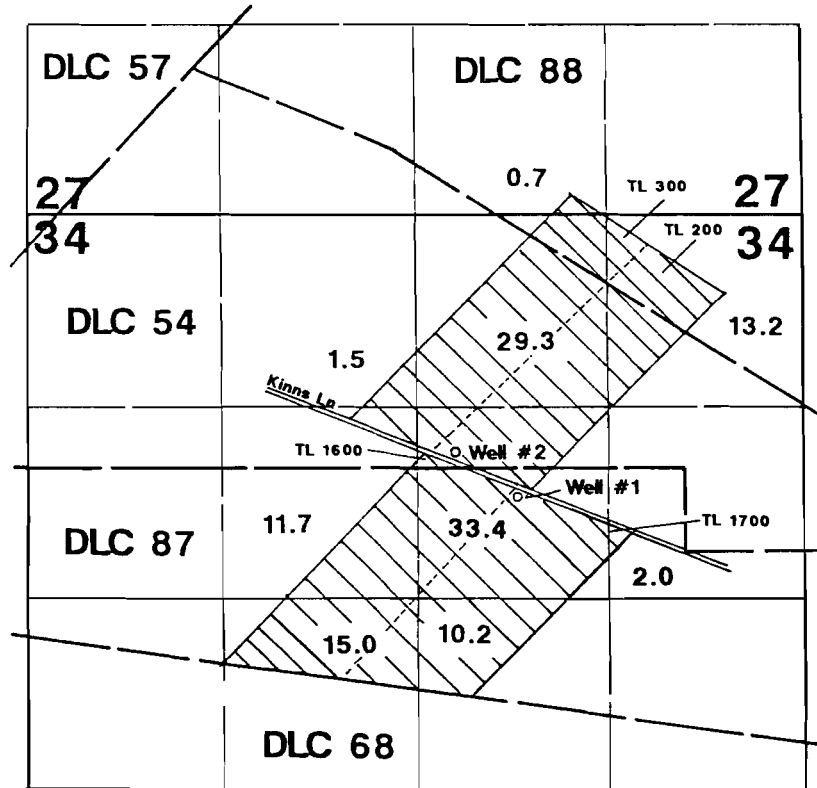 DLC 57
DLC 88
0.7
TL 300
27
27
34
TL 200
34
DLC 54
29.3
13.2
1.5
Kinns Ln
TL 1600
Well #2
Well #1
11.7
33.4
TL 1700
DLC 87
2.0
15.0
10.2
DLC 68